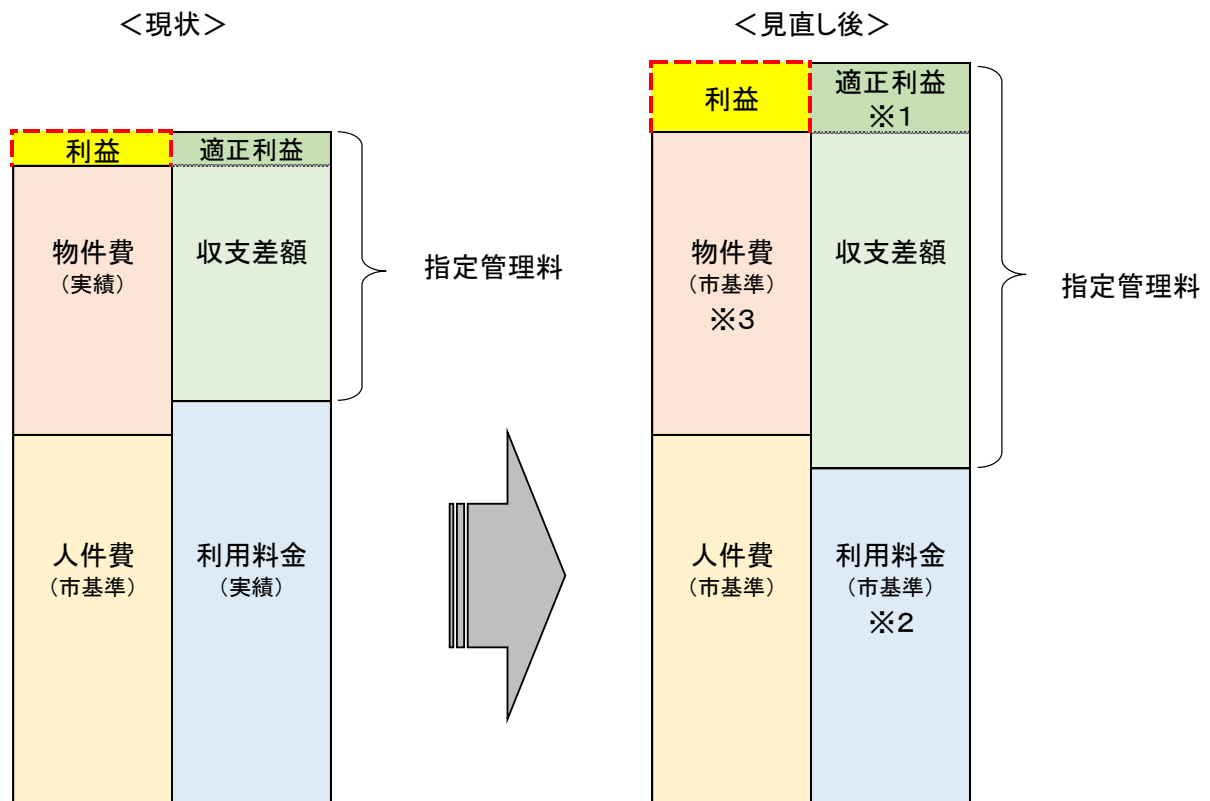 ＜現状＞
利益
適正利益
物件費
（実績）
収支差額
指定管理料
人件費
（市基準）
利用料金
（実績）
＜見直し後＞
利益
適正利益
※1
物件費
（市基準）
※3
収支差額
指定管理料
人件費
（市基準）
利用料金
（市基準）
※2